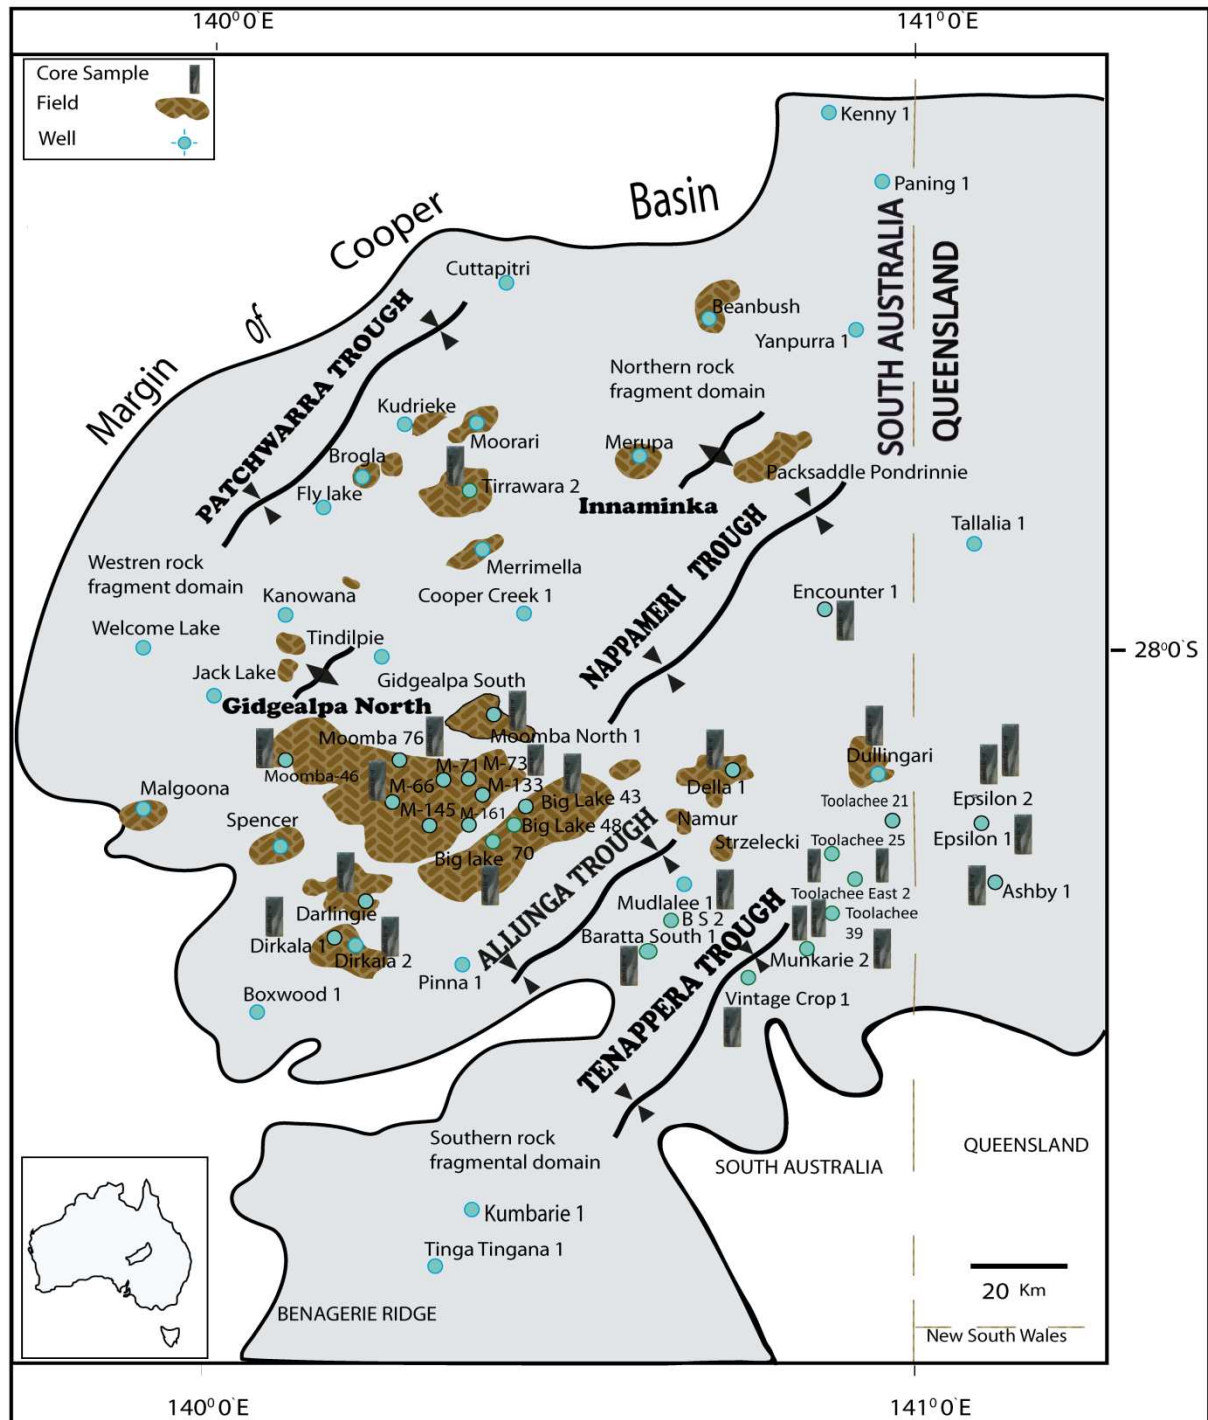 140⁰0'E
141⁰0'E
Core Sample
Field
Well
Margin of Cooper Basin
Kenny 1
Paning 1
SOUTH AUSTRALIA
QUEENSLAND
Cuttapitri
Beanbush
Yanpurra 1
PATCHWARRA TROUGH
Northern rock
fragment domain
Kudrieke
Moorari
Merupa
Brogla
Packsaddle Pondrinnie
Tirrawara 2
Fly lake
Innaminka
Tallalia 1
NAPPAMERI TROUGH
Westren rock
fragment domain
Merrimella
Kanowana
Cooper Creek 1
Encounter 1
Welcome Lake
Tindilpie
28⁰0'S
Jack Lake
Gidgealpa South
Gidgealpa North
Moomba 76
Moomba North 1
Moomba-46
M-71
M-73
Dullingari
M-66
M-133
Della 1
Malgoona
Big Lake 43
Toolachee 21
Epsilon 2
Spencer
M-145
M-161
Big Lake 48
Namur
Strzelecki
Toolachee 25
Epsilon 1
Big lake 70
ALLUNGA TROUGH
Toolachee East 2
Ashby 1
Darlingie
Mudlalee 1
B S 2
Toolachee
39
Dirkala 1
Dirkaia 2
Baratta South 1
Munkarie 2
Pinna 1
Boxwood 1
Vintage Crop 1
TENAPPERA TROUGH
Southern rock
fragmental domain
SOUTH AUSTRALIA
QUEENSLAND
Kumbarie 1
Tinga Tingana 1
20 Km
BENAGERIE RIDGE
New South Wales
140⁰0'E
141⁰0'E